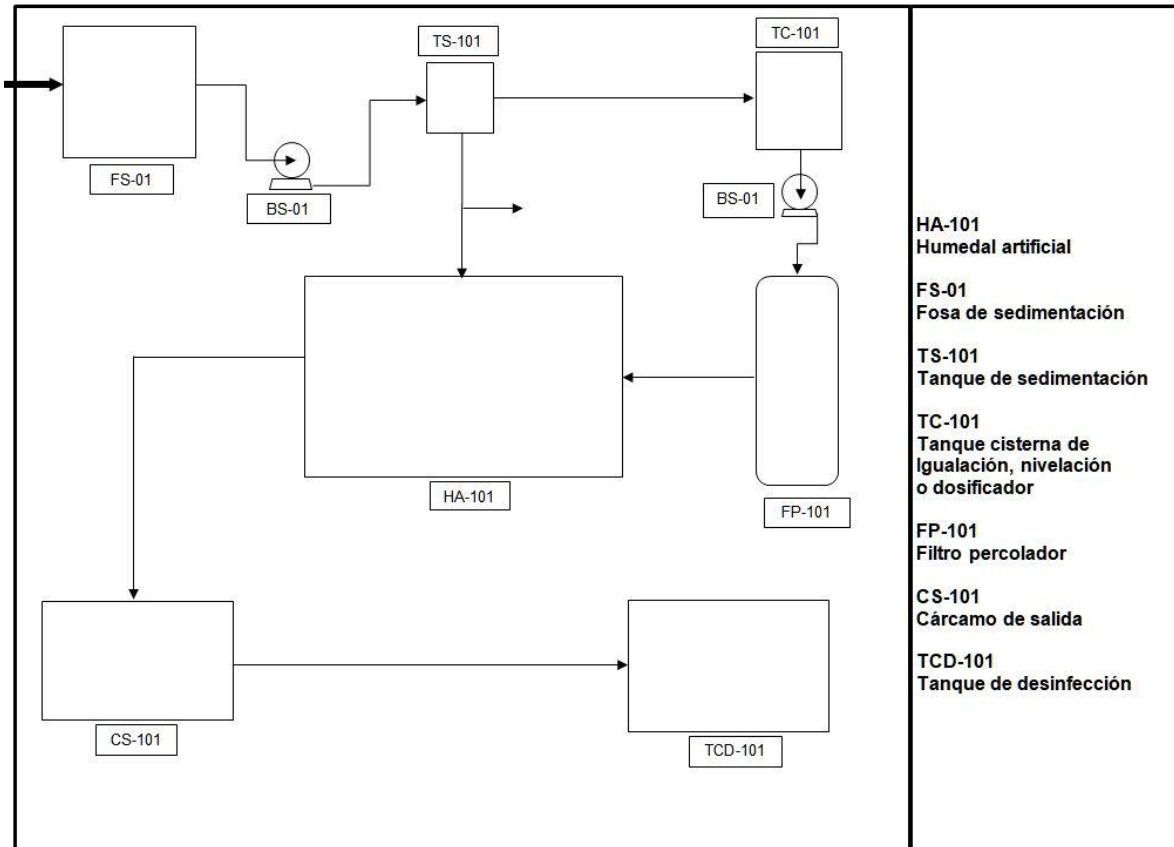 TS-101
TC-101
FS-01
BS-01
BS-01
HA-101
FP-101
CS-101
TCD-101
HA-101
Humedal artificial
FS-01
Fosa de sedimentación
TS-101
Tanque de sedimentación
TC-101
Tanque cisterna de
Igualación, nivelación
o dosificador
FP-101
Filtro percolador
CS-101
Cárcamo de salida
TCD-101
Tanque de desinfección